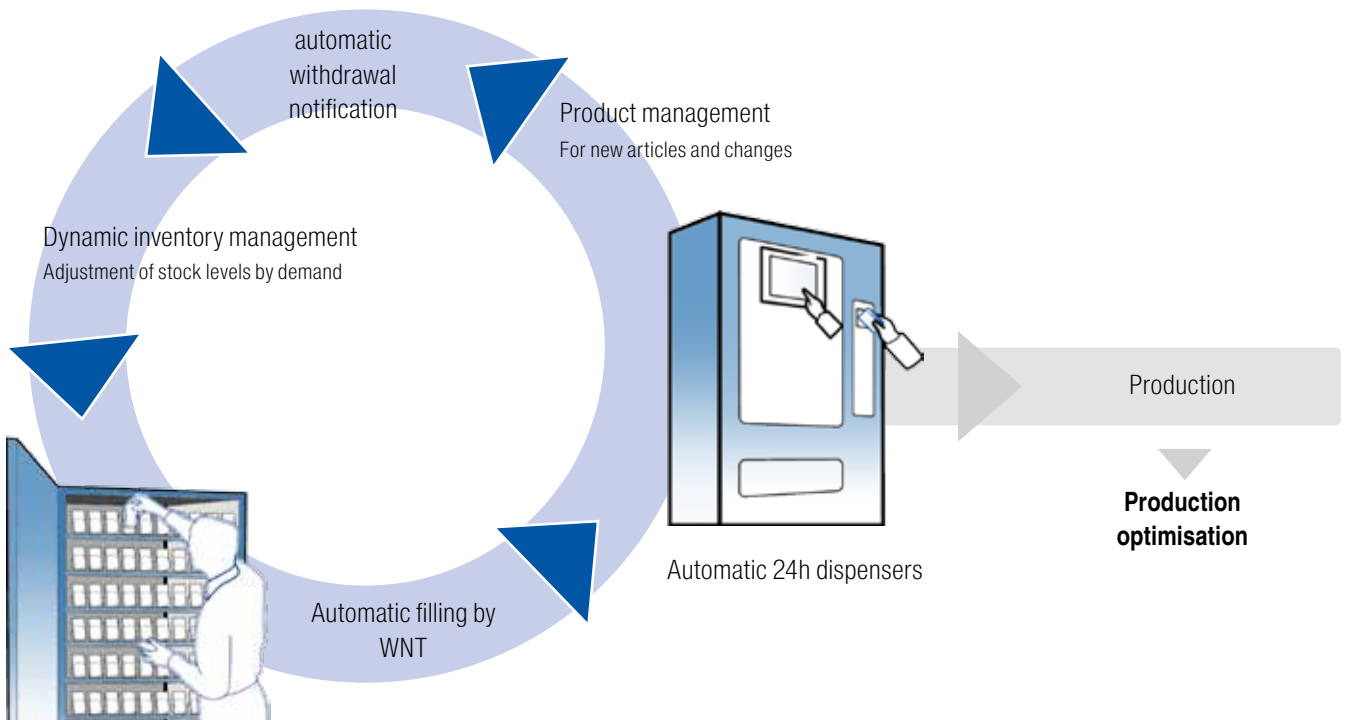 automatic
withdrawal
notification
Product management
For new articles and changes
Dynamic inventory management
Adjustment of stock levels by demand
Production
Production
optimisation
Automatic 24h dispensers
Automatic filling by
WNT